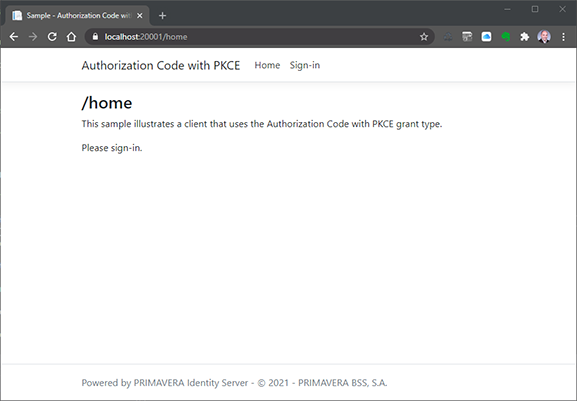 Sample - Authorization Code with
localhost:20001/home
Authorization Code with PKCE Home Sign-in
/home
This sample illustrates a client that uses the Authorization Code with PKCE grant type.
Please sign-in.
Powered by PRIMAVERA Identity Server - © 2021 - PRIMAVERA BSS, S.A.